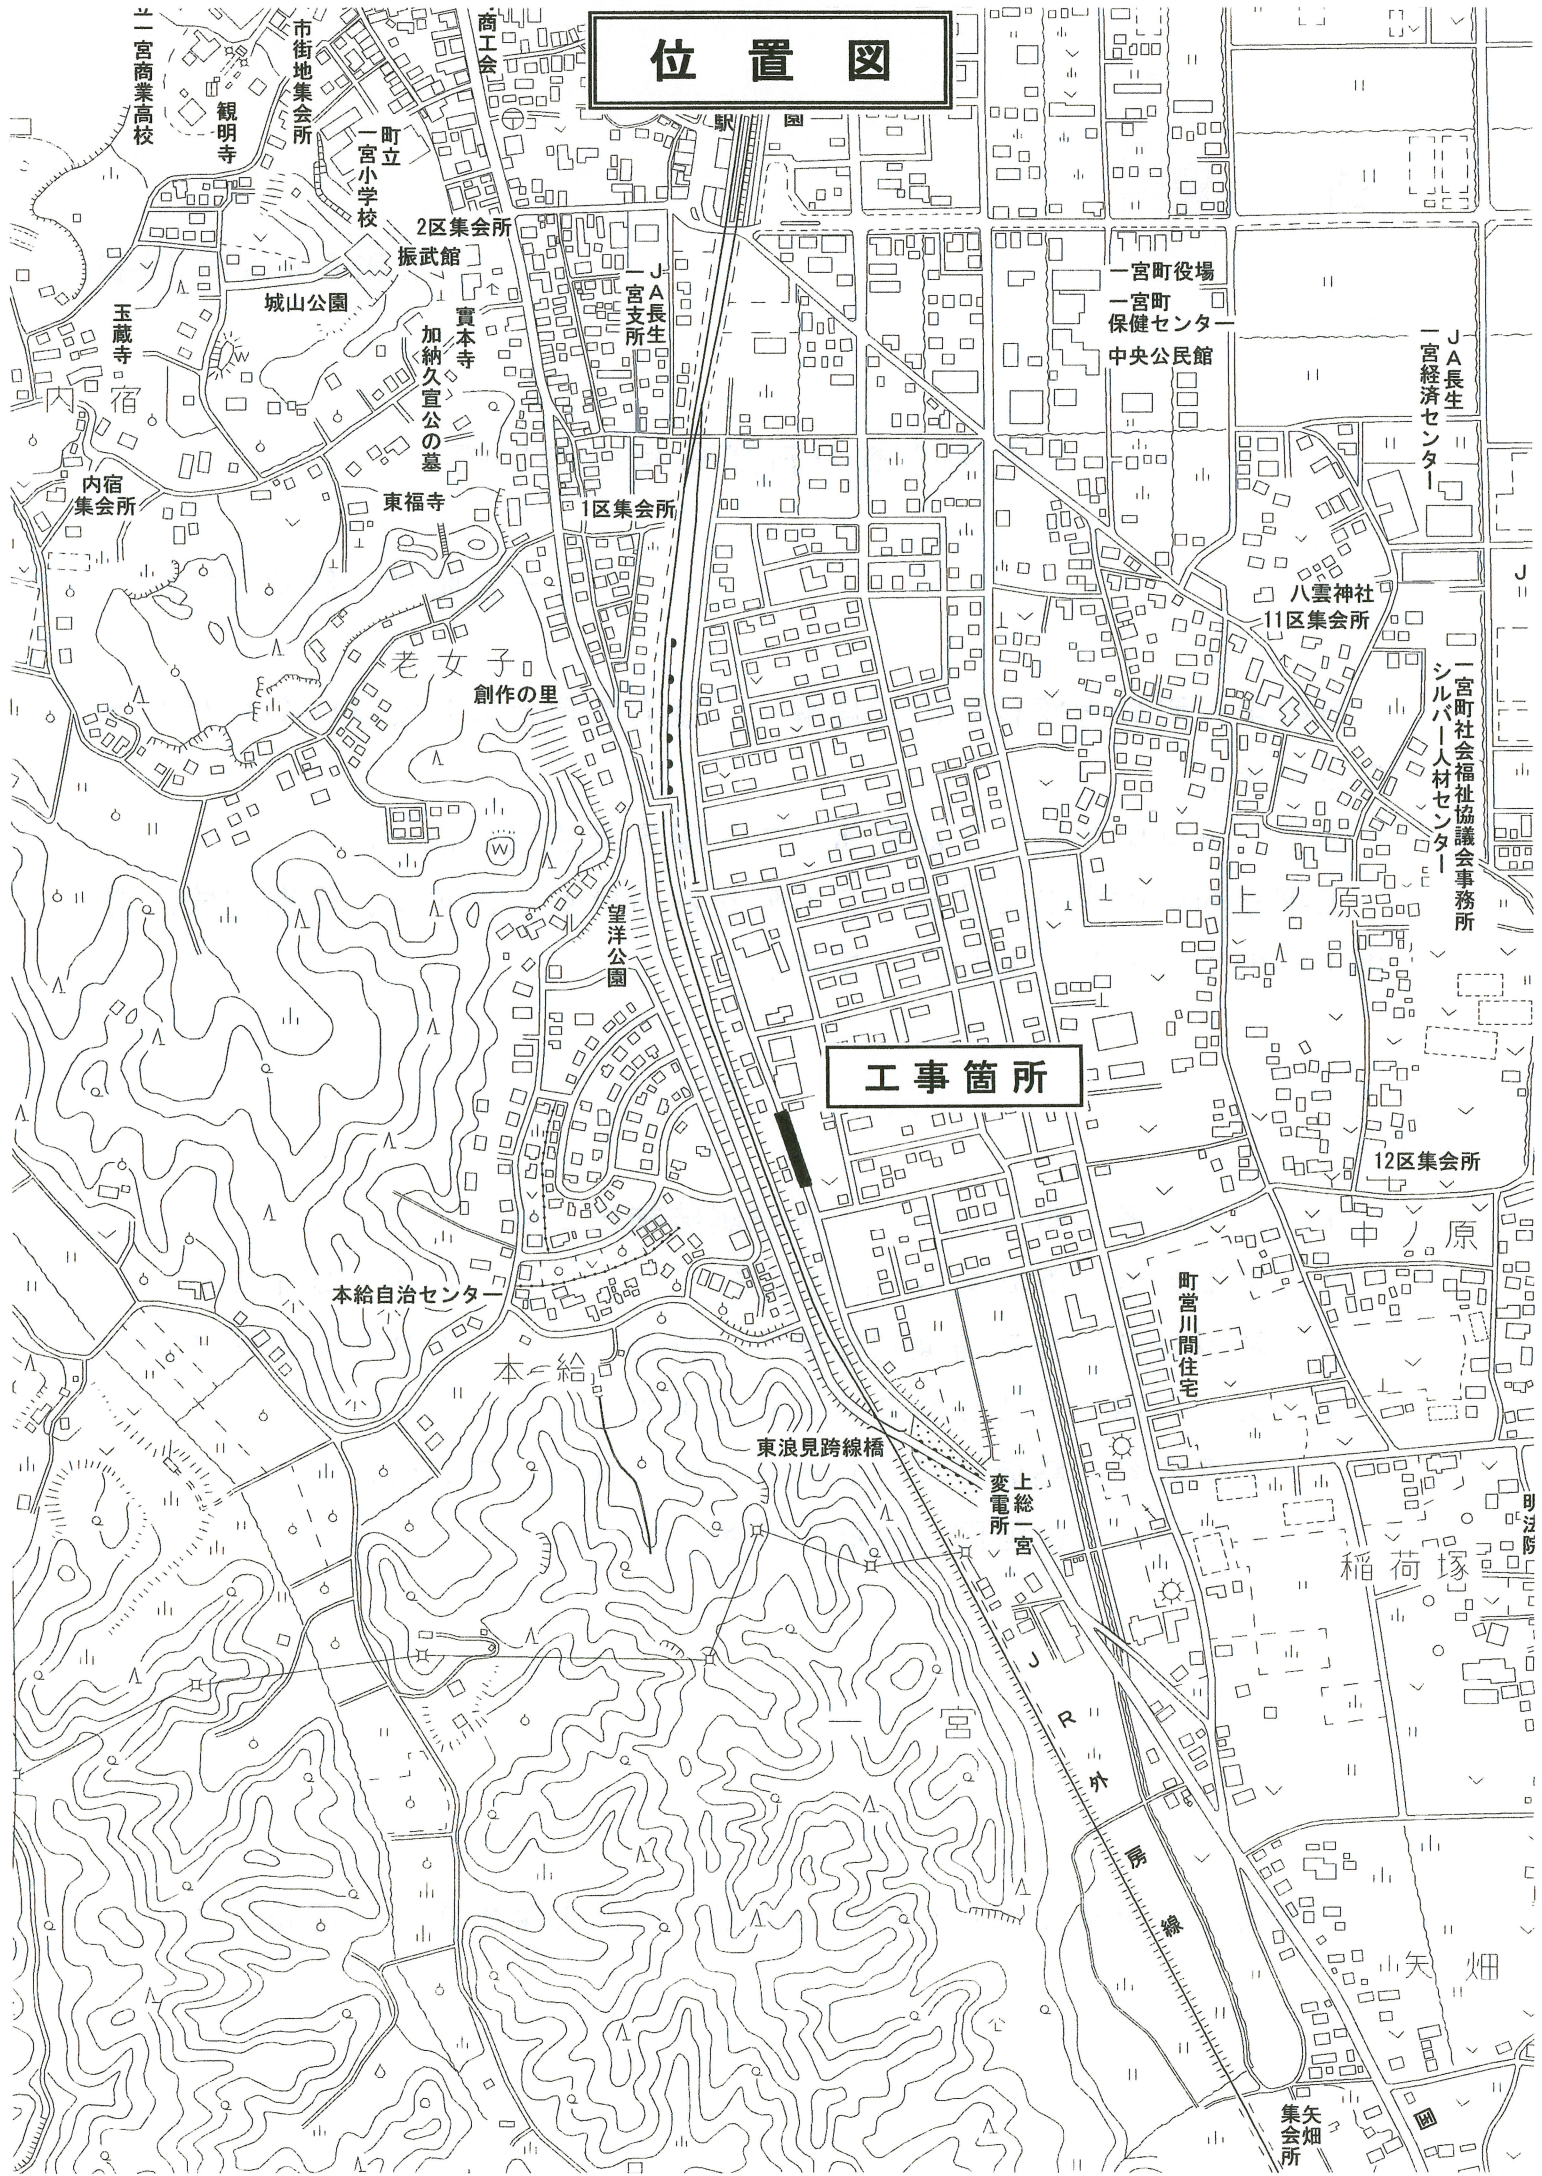 位置図
立一宮商業高校
市街地集会所
観明寺
町立
一宮小学校
商工会
駅
園
2区集会所
振武館
城山公園
JA長生
一宮支所
一宮町役場
一宮町
保健センター
中央公民館
JA長生
一宮経済センター
玉蔵寺
實本寺
加納久宣公の墓
内宿
内宿
集会所
東福寺
1区集会所
八雲神社
11区集会所
J
老女子
創作の里
一宮町社会福祉協議会事務所
シルバー人材センター
望洋公園
上ノ原
工事箇所
12区集会所
中ノ原
本給自治センター
町営川間住宅
本給
東浪見跨線橋
上総一宮
変電所
明法院
稲荷塚
一宮
JR外房線
矢畑
矢畑
集会所
国